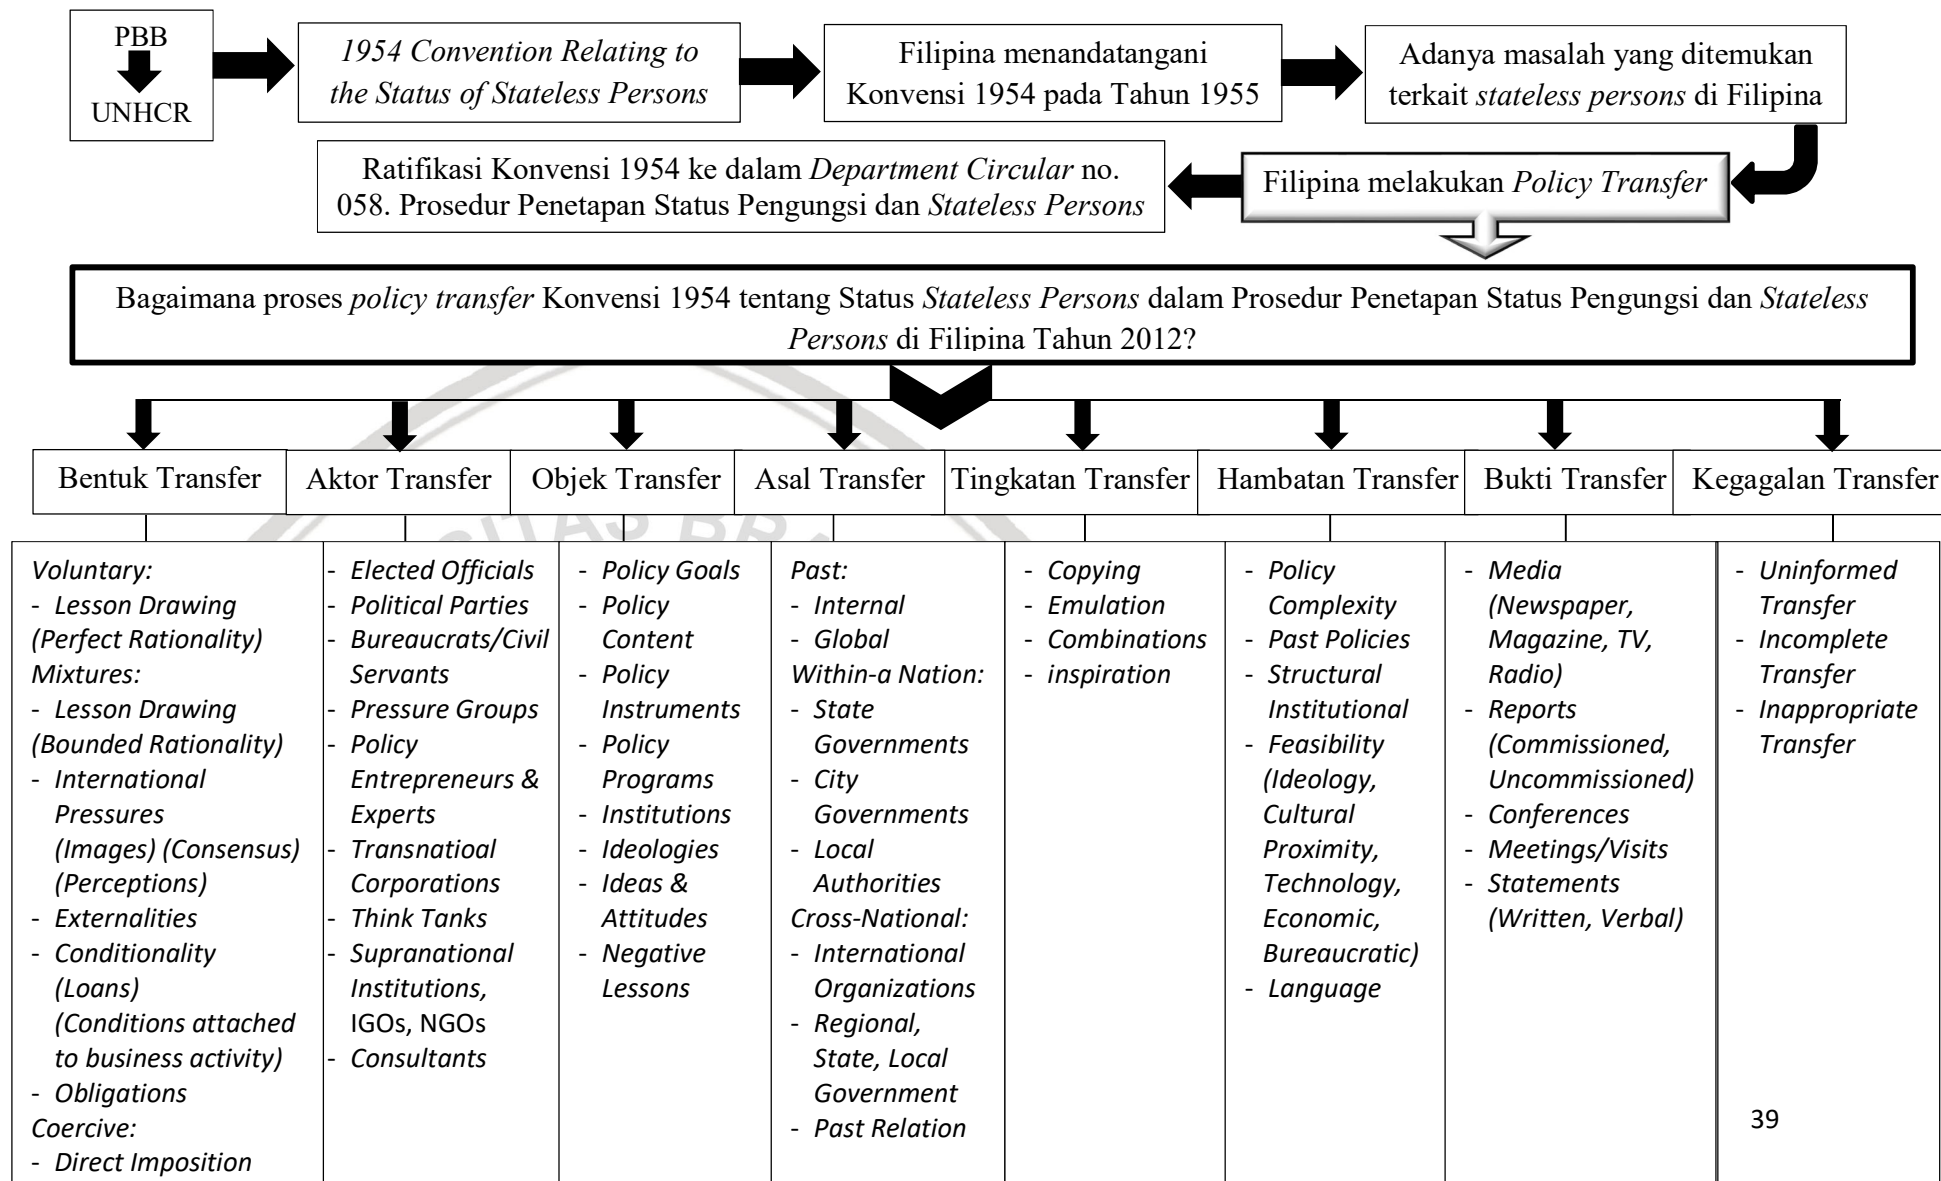 PBB
UNHCR
1954 Convention Relating to
the Status of Stateless Persons
Filipina menandatangani
Konvensi 1954 pada Tahun 1955
Adanya masalah yang ditemukan
terkait stateless persons di Filipina
Ratifikasi Konvensi 1954 ke dalam Department Circular no.
058. Prosedur Penetapan Status Pengungsi dan Stateless Persons
Filipina melakukan Policy Transfer
Bagaimana proses policy transfer Konvensi 1954 tentang Status Stateless Persons dalam Prosedur Penetapan Status Pengungsi dan Stateless
Persons di Filipina Tahun 2012?
Bentuk Transfer
Aktor Transfer
Objek Transfer
Asal Transfer
Tingkatan Transfer
Hambatan Transfer
Bukti Transfer
Kegagalan Transfer
Voluntary:
- Lesson Drawing
(Perfect Rationality)
Mixtures:
- Lesson Drawing
(Bounded Rationality)
- International
Pressures
(Images) (Consensus)
(Perceptions)
- Externalities
- Conditionality
(Loans)
(Conditions attached
to business activity)
- Obligations
Coercive:
- Direct Imposition
- Elected Officials
- Political Parties
- Bureaucrats/Civil
Servants
- Pressure Groups
- Policy
Entrepreneurs &
Experts
- Transnatioal
Corporations
- Think Tanks
- Supranational
Institutions,
IGOs, NGOs
- Consultants
- Policy Goals
- Policy
Content
- Policy
Instruments
- Policy
Programs
- Institutions
- Ideologies
- Ideas &
Attitudes
- Negative
Lessons
Past:
- Internal
- Global
Within-a Nation:
- State
Governments
- City
Governments
- Local
Authorities
Cross-National:
- International
Organizations
- Regional,
State, Local
Government
- Past Relation
- Copying
- Emulation
- Combinations
- inspiration
- Policy
Complexity
- Past Policies
- Structural
Institutional
- Feasibility
(Ideology,
Cultural
Proximity,
Technology,
Economic,
Bureaucratic)
- Language
- Media
(Newspaper,
Magazine, TV,
Radio)
- Reports
(Commissioned,
Uncommissioned)
- Conferences
- Meetings/Visits
- Statements
(Written, Verbal)
- Uninformed
Transfer
- Incomplete
Transfer
- Inappropriate
Transfer
39